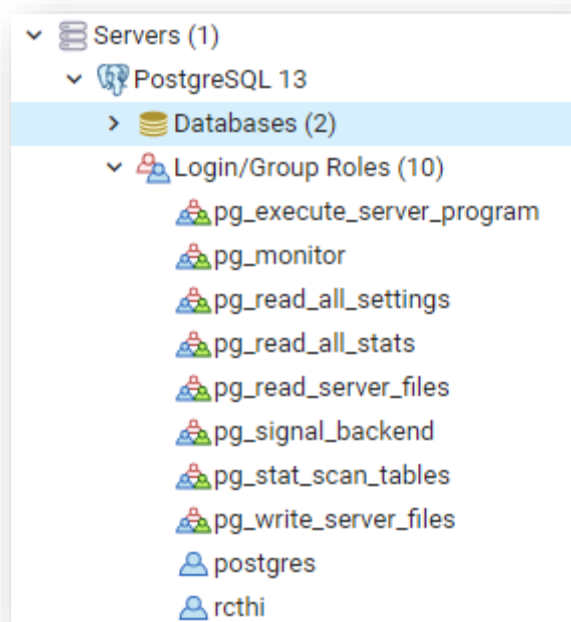 Servers (1)
PostgreSQL 13
Databases (2)
Login/Group Roles (10)
pg_execute_server_program
pg_monitor
pg_read_all_settings
pg_read_all_stats
pg_read_server_files
pg_signal_backend
pg_stat_scan_tables
pg_write_server_files
postgres
rcthi